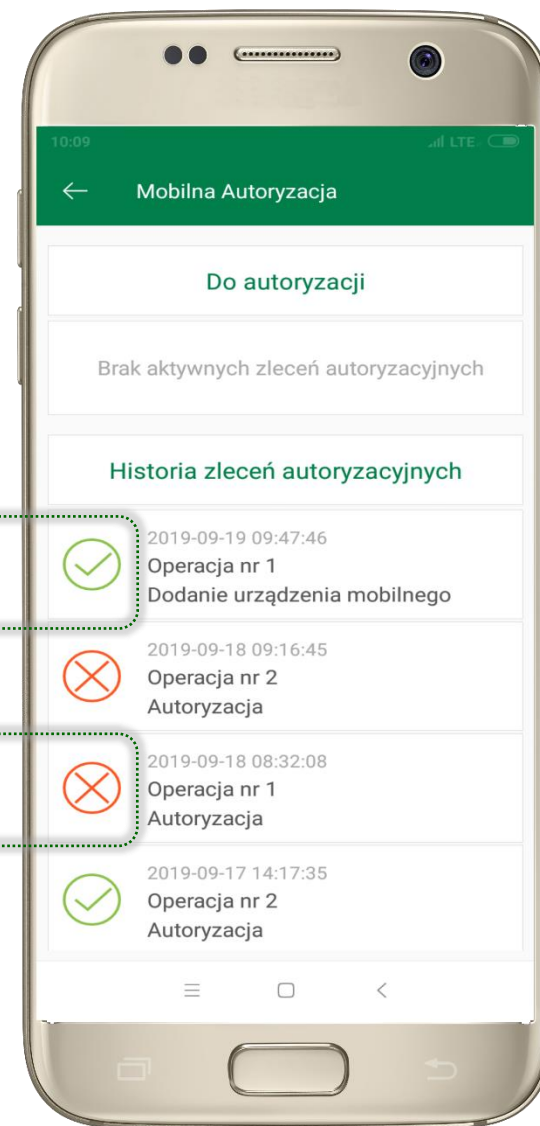 10:09
LTE
Mobilna Autoryzacja
Do autoryzacji
Brak aktywnych zleceń autoryzacyjnych
Historia zleceń autoryzacyjnych
2019-09-19 09:47:46
Operacja nr 1
Dodanie urządzenia mobilnego
2019-09-18 09:16:45
Operacja nr 2
Autoryzacja
2019-09-18 08:32:08
Operacja nr 1
Autoryzacja
2019-09-17 14:17:35
Operacja nr 2
Autoryzacja